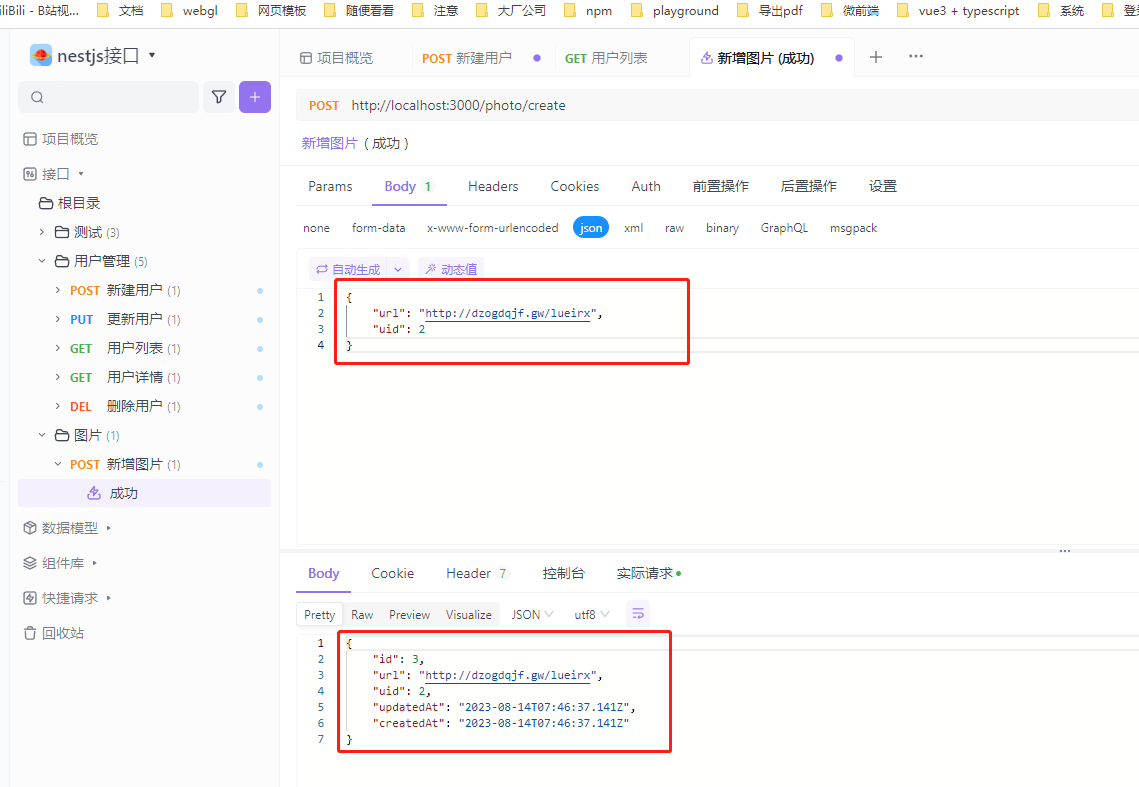 iliBili - B站视... 文档 webgl 网页模板 随便看看 注意 大厂公司 npm playground 导出pdf 微前端 vue3 + typescript 系统
nestjs接口
项目概览
接口
根目录
测试 (3)
用户管理 (5)
POST 新建用户 (1)
PUT 更新用户 (1)
GET 用户列表 (1)
GET 用户详情 (1)
DEL 删除用户 (1)
图片 (1)
POST 新增图片 (1)
成功
数据模型
组件库
快捷请求
回收站
项目概览 POST 新建用户 GET 用户列表 新增图片 (成功)
POST http://localhost:3000/photo/create
新增图片 ( 成功 )
Params Body 1 Headers Cookies Auth 前置操作 后置操作 设置
none form-data x-www-form-urlencoded json xml raw binary GraphQL msgpack
自动生成 动态值
1 {
2 "url": "http://dzogdqjf.gw/lueirx",
3 "uid": 2
4 }
Body Cookie Header 7 控制台 实际请求
Pretty Raw Preview Visualize JSON utf8
1 {
2 "id": 3,
3 "url": "http://dzogdqjf.gw/lueirx",
4 "uid": 2,
5 "updatedAt": "2023-08-14T07:46:37.141Z",
6 "createdAt": "2023-08-14T07:46:37.141Z"
7 }